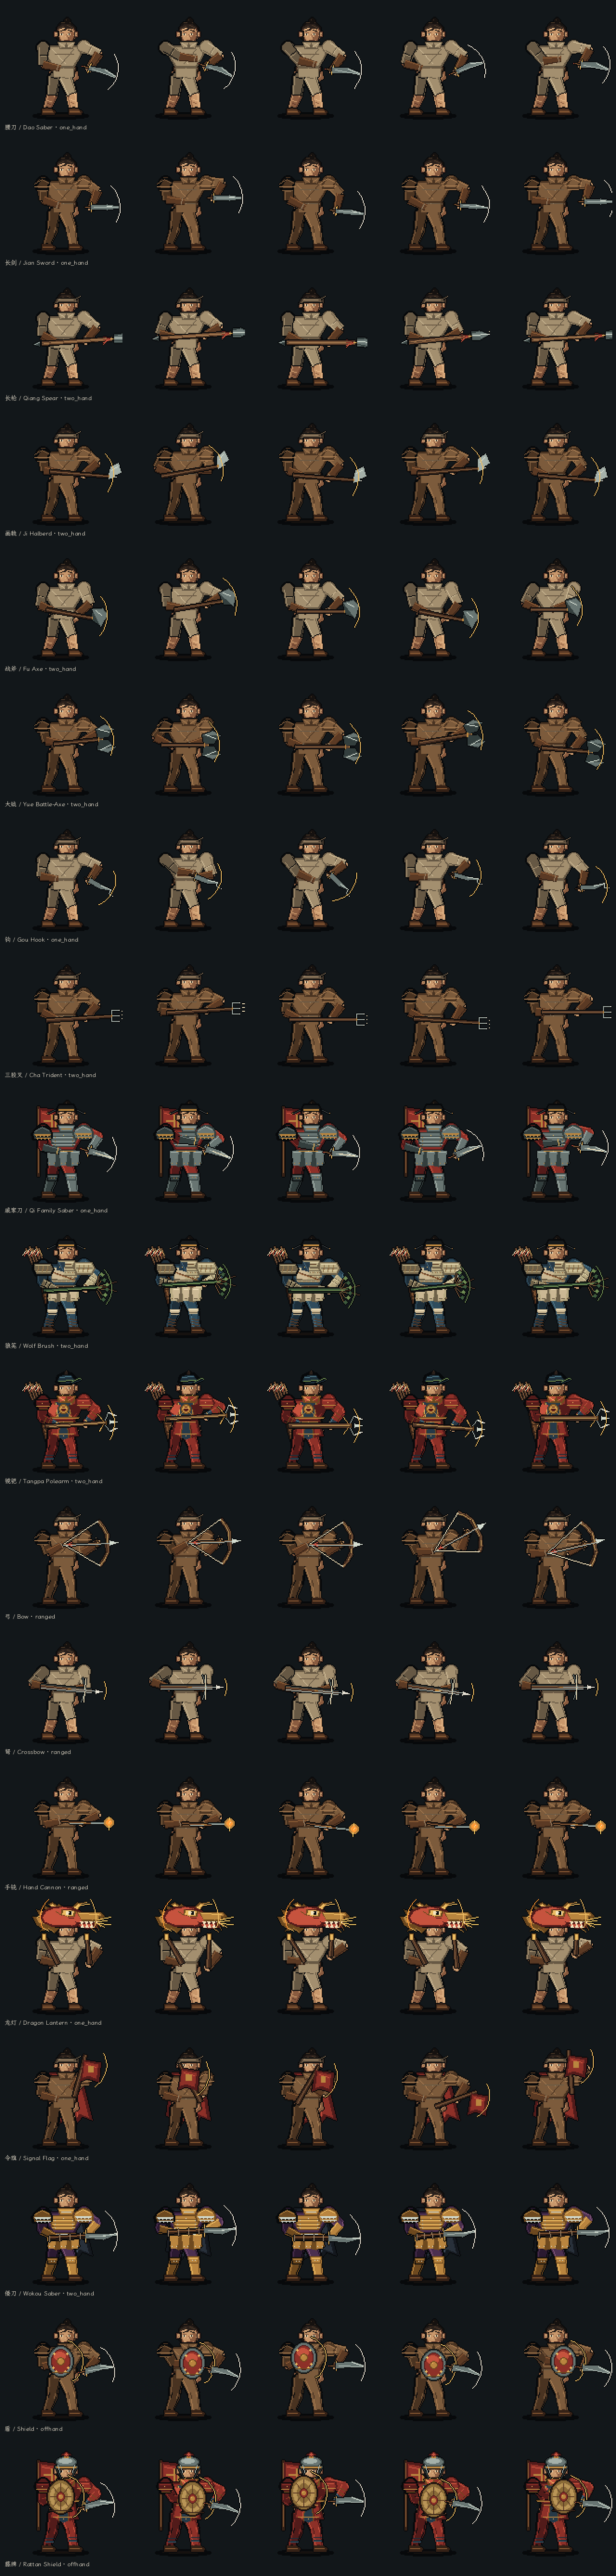 腰刀 / Dao Saber · one_hand
长剑 / Jian Sword · one_hand
长枪 / Qiang Spear · two_hand
画戟 / Ji Halberd · two_hand
战斧 / Fu Axe · two_hand
大钺 / Yue Battle-Axe · two_hand
钩 / Gou Hook · one_hand
三股叉 / Cha Trident · two_hand
戚家刀 / Qi Family Saber · one_hand
狼筅 / Wolf Brush · two_hand
镋钯 / Tangpa Polearm · two_hand
弓 / Bow · ranged
弩 / Crossbow · ranged
手铳 / Hand Cannon · ranged
龙灯 / Dragon Lantern · one_hand
令旗 / Signal Flag · one_hand
倭刀 / Wokou Saber · two_hand
盾 / Shield · offhand
藤牌 / Rattan Shield · offhand